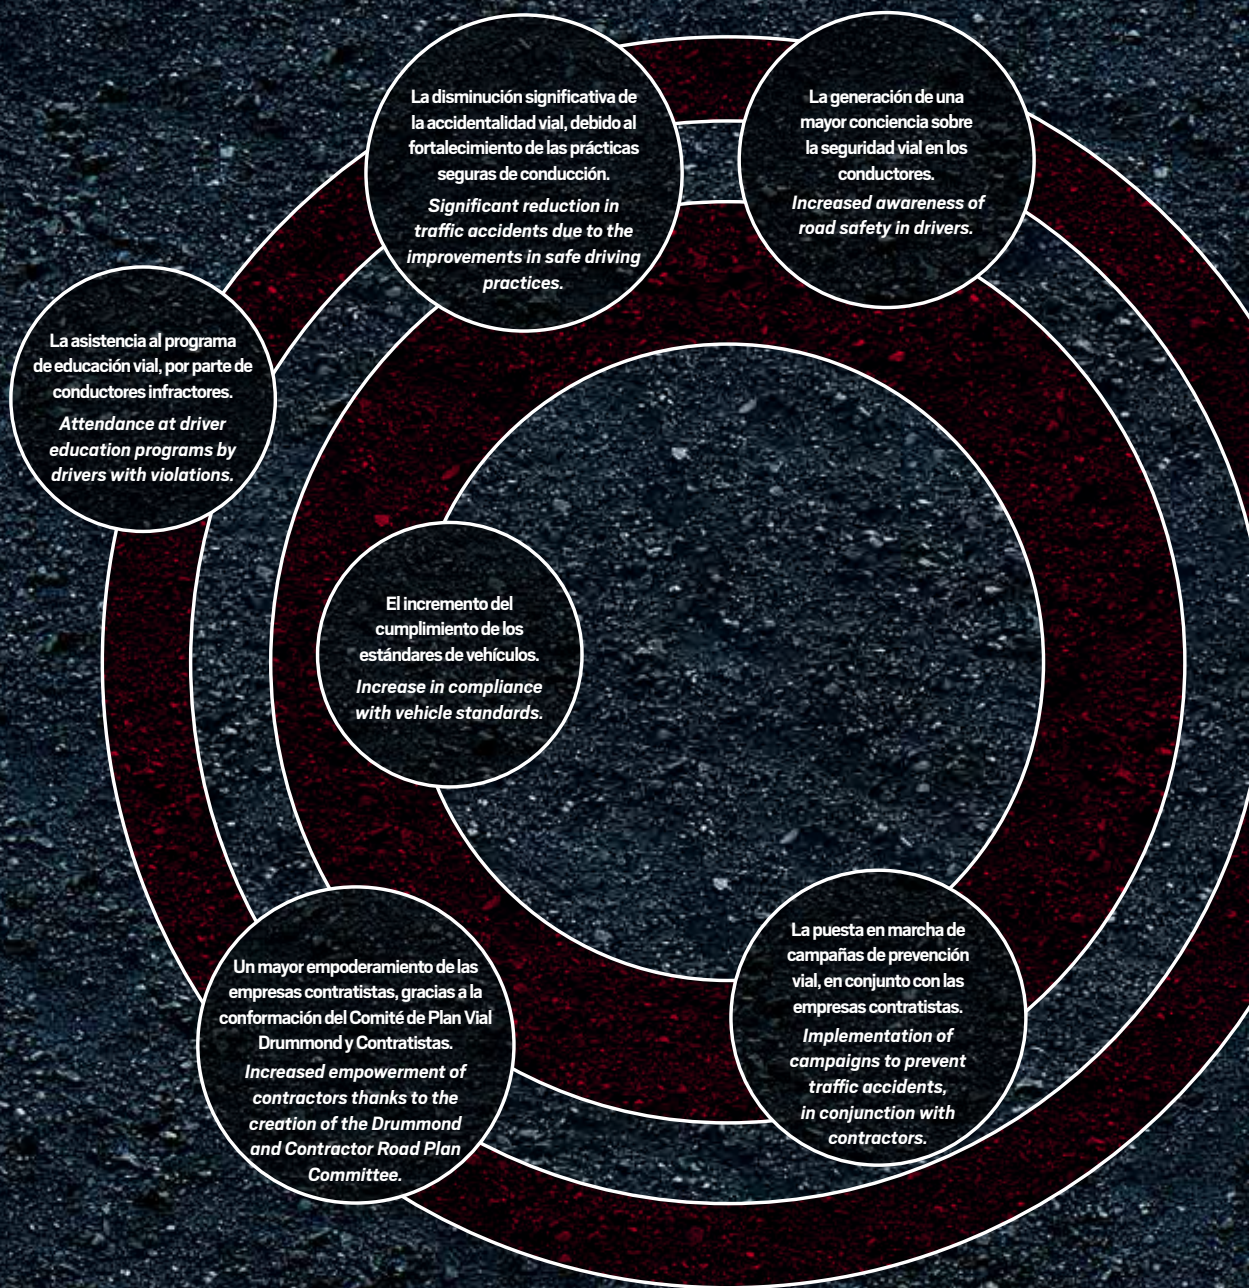 La disminución significativa de
la accidentalidad vial, debido al
fortalecimiento de las prácticas
seguras de conducción.
Significant reduction in
traffic accidents due to the
improvements in safe driving
practices.
La generación de una
mayor conciencia sobre
la seguridad vial en los
conductores.
Increased awareness of
road safety in drivers.
La asistencia al programa
de educación vial, por parte de
conductores infractores.
Attendance at driver
education programs by
drivers with violations.
El incremento del
cumplimiento de los
estándares de vehículos.
Increase in compliance
with vehicle standards.
Un mayor empoderamiento de las
empresas contratistas, gracias a la
conformación del Comité de Plan Vial
Drummond y Contratistas.
Increased empowerment of
contractors thanks to the
creation of the Drummond
and Contractor Road Plan
Committee.
La puesta en marcha de
campañas de prevención
vial, en conjunto con las
empresas contratistas.
Implementation of
campaigns to prevent
traffic accidents,
in conjunction with
contractors.